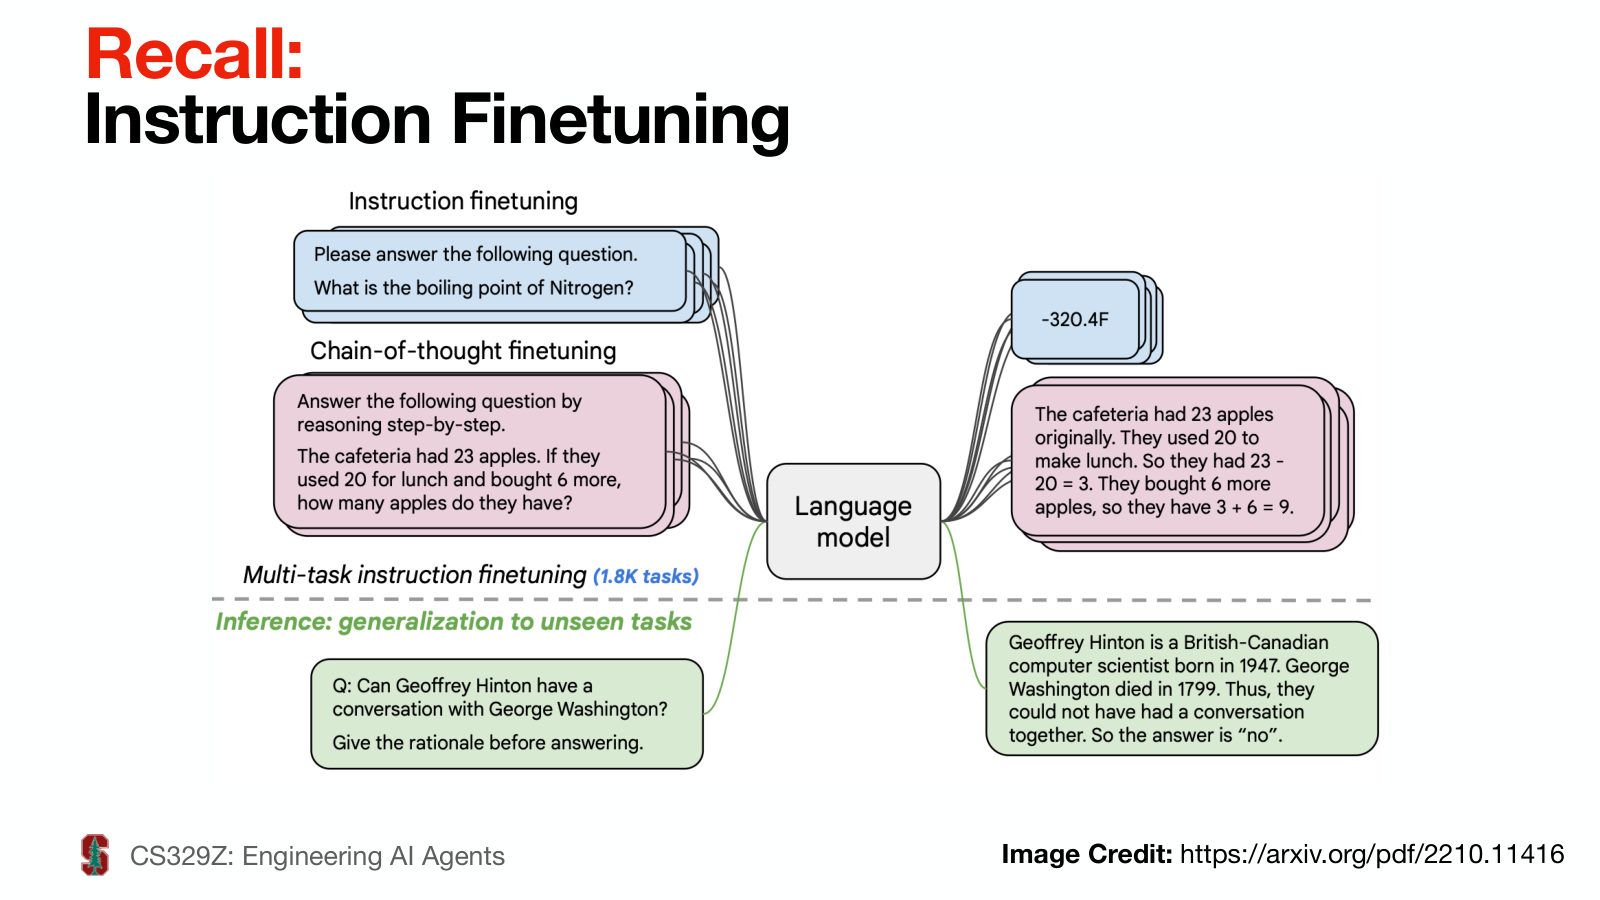 Recall:
Instruction Finetuning
Instruction finetuning
Please answer the following question.
What is the boiling point of Nitrogen?
Chain-of-thought finetuning
Answer the following question by
reasoning step-by-step.
The cafeteria had 23 apples. If they
used 20 for lunch and bought 6 more,
how many apples do they have?
Multi-task instruction finetuning (1.8K tasks)
Inference: generalization to unseen tasks
Q: Can Geoffrey Hinton have a
conversation with George Washington?
Give the rationale before answering.
Language
model
-320.4F
The cafeteria had 23 apples
originally. They used 20 to
make lunch. So they had 23 -
20 = 3. They bought 6 more
apples, so they have 3 + 6 = 9.
Geoffrey Hinton is a British-Canadian
computer scientist born in 1947. George
Washington died in 1799. Thus, they
could not have had a conversation
together. So the answer is “no”.
CS329Z: Engineering AI Agents
Image Credit: https://arxiv.org/pdf/2210.11416